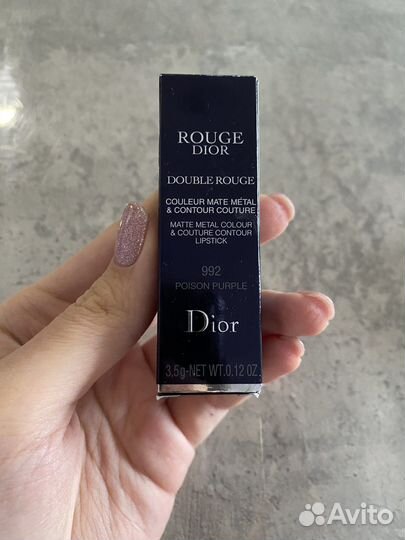 ROUGE
DIOR
DOUBLE ROUGE
COULEUR MATE MÉTAL
& CONTOUR COUTURE
MATTE METAL COLOUR
& COUTURE CONTOUR
LIPSTICK
992
POISON PURPLE
Dior
3.5g-NET WT.0.12 OZ.
Avito